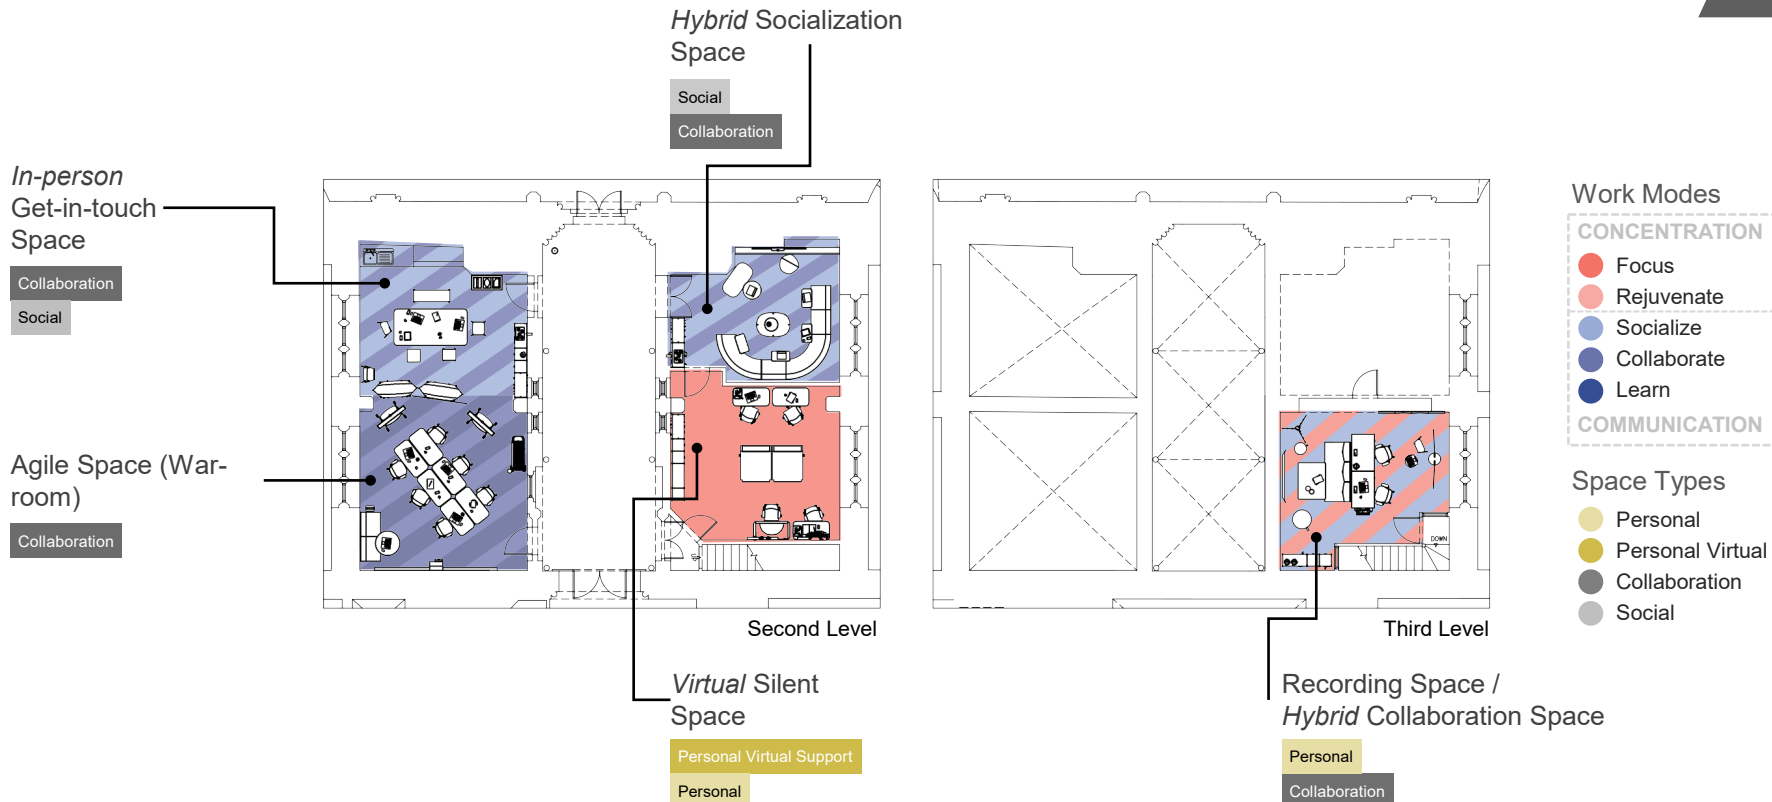 Hybrid Socialization
Space
Social
Collaboration
In-person
Get-in-touch
Space
Collaboration
Social
Agile Space (War-
room)
Collaboration
Second Level
Virtual Silent
Space
Personal Virtual Support
Personal
DOWN
Third Level
Recording Space /
Hybrid Collaboration Space
Personal
Collaboration
Work Modes
CONCENTRATION
Focus
Rejuvenate
Socialize
Collaborate
Learn
COMMUNICATION
Space Types
Personal
Personal Virtual
Collaboration
Social